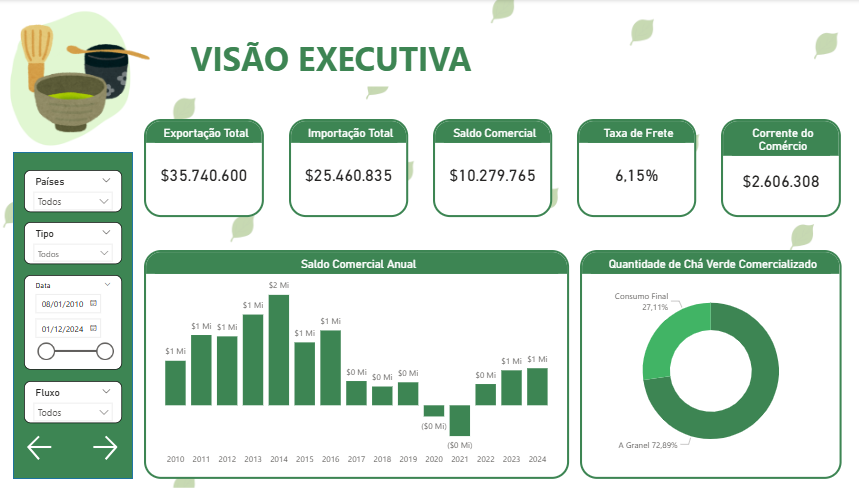 VISÃO EXECUTIVA
Exportação Total
$35.740.600
Importação Total
$25.460.835
Saldo Comercial
$10.279.765
Taxa de Frete
6,15%
Corrente do
Comércio
$2.606.308
Países
Todos
Tipo
Todos
Data
08/01/2010
01/12/2024
Fluxo
Todos
Saldo Comercial Anual
$1 Mi
$1 Mi
$1 Mi
$1 Mi
$2 Mi
$1 Mi
$1 Mi
$0 Mi
$0 Mi
$0 Mi
($0 Mi)
($0 Mi)
$0 Mi
$1 Mi
$1 Mi
2010 2011 2012 2013 2014 2015 2016 2017 2018 2019 2020 2021 2022 2023 2024
Quantidade de Chá Verde Comercializado
Consumo Final
27,11%
A Granel 72,89%